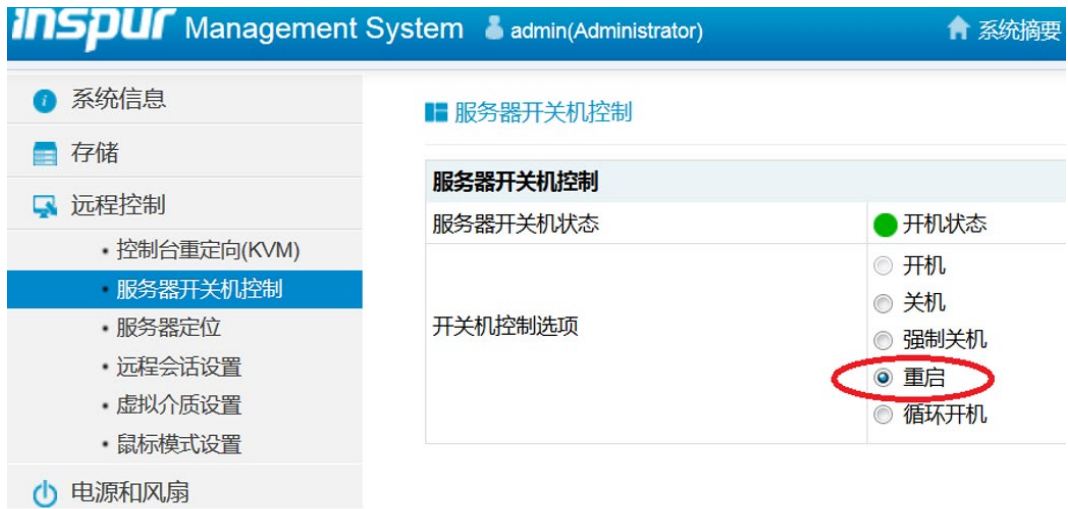 inspur Management System admin(Administrator) 系统摘要
系统信息
存储
远程控制
控制台重定向(KVM)
服务器开关机控制
服务器定位
远程会话设置
虚拟介质设置
鼠标模式设置
电源和风扇
服务器开关机控制
服务器开关机控制
服务器开关机状态 开机状态
开关机控制选项
开机
关机
强制关机
重启
循环开机